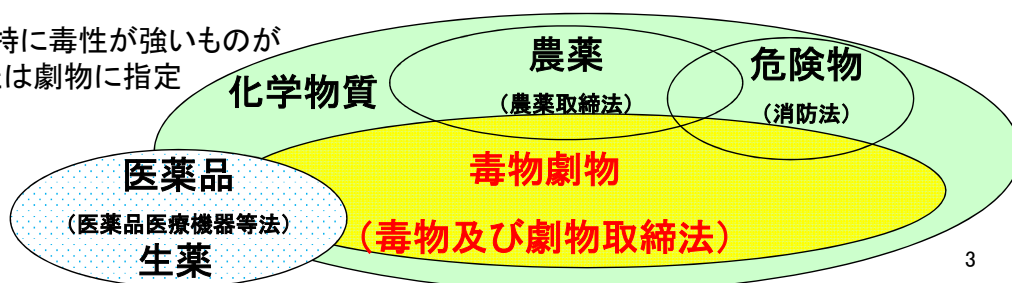 特に毒性が強いものが
は劇物に指定
化学物質
農薬
（農薬取締法）
危険物
（消防法）
毒物劇物
（毒物及び劇物取締法）
医薬品
（医薬品医療機器等法）
生薬
3